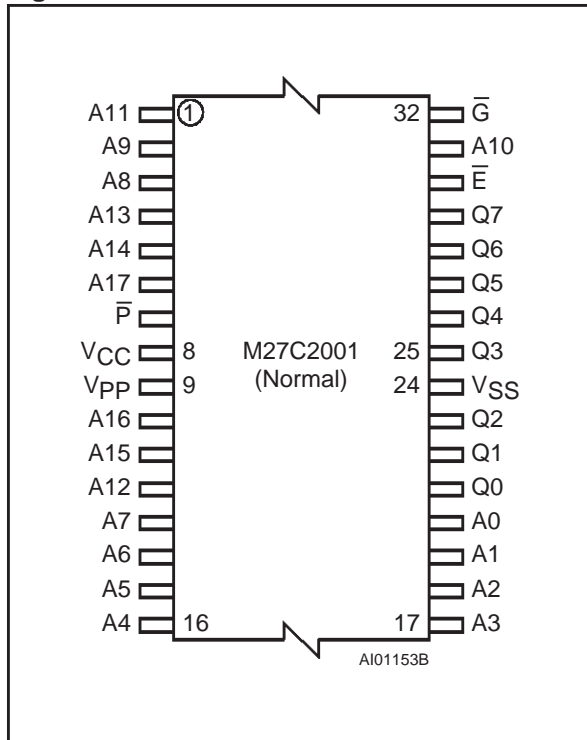 A11 1 32 G̅
A9 A10
A8 E̅
A13 Q7
A14 Q6
A17 Q5
P̅ Q4
VCC 8 M27C2001 25 Q3
VPP 9 (Normal) 24 VSS
A16 Q2
A15 Q1
A12 Q0
A7 A0
A6 A1
A5 A2
A4 16 17 A3
AI01153B